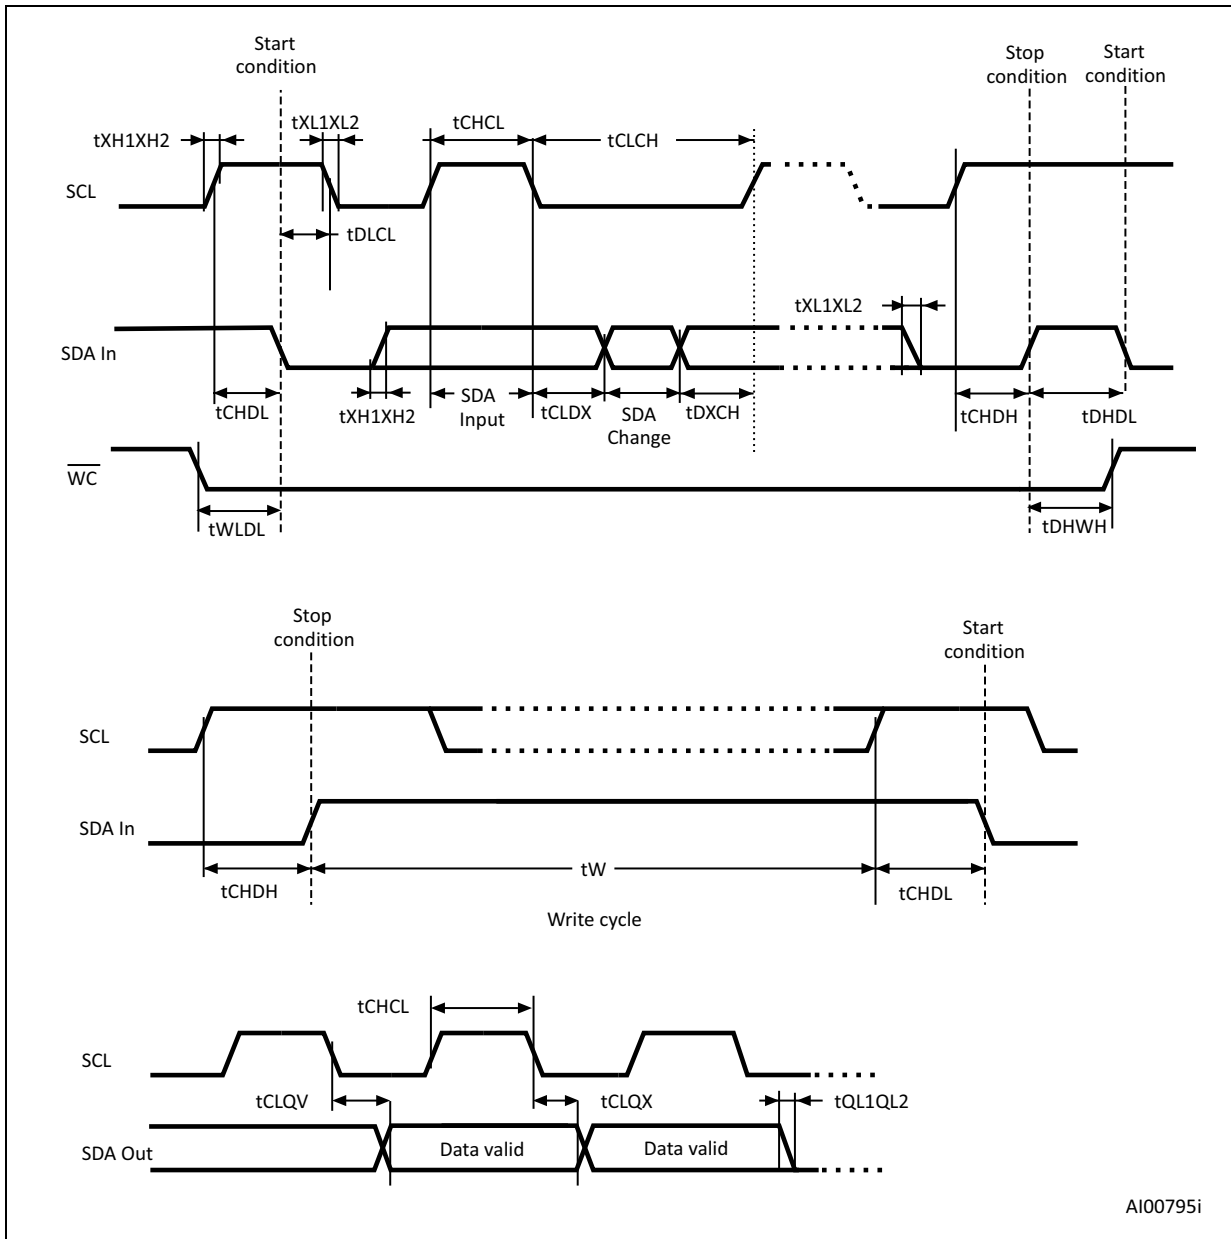 Start
condition
Stop
condition
Start
condition
tXH1XH2
tXL1XL2
tCHCL
tCLCH
SCL
tDLCL
tXL1XL2
SDA In
tCHDL
tXH1XH2
SDA
Input
tCLDX
SDA
Change
tDXCH
tCHDH
tDHDL
WC
tWLDL
tDHWH
Stop
condition
Start
condition
SCL
SDA In
tCHDH
tW
tCHDL
Write cycle
tCHCL
SCL
tCLQV
tCLQX
tQL1QL2
SDA Out
Data valid
Data valid
AI00795i